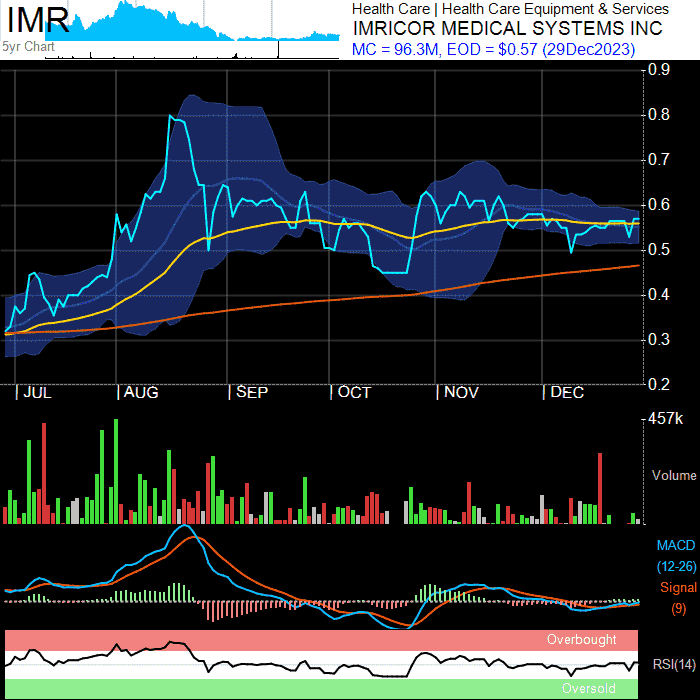 IMR
5yr Chart
Health Care | Health Care Equipment & Services
IMRICOR MEDICAL SYSTEMS INC
MC = 96.3M, EOD = $0.57 (29Dec2023)
0.9
0.8
0.7
0.6
0.5
0.4
0.3
0.2
JUL AUG SEP OCT NOV DEC
457k
Volume
MACD
(12-26)
Signal
(9)
Overbought
RSI(14)
Oversold